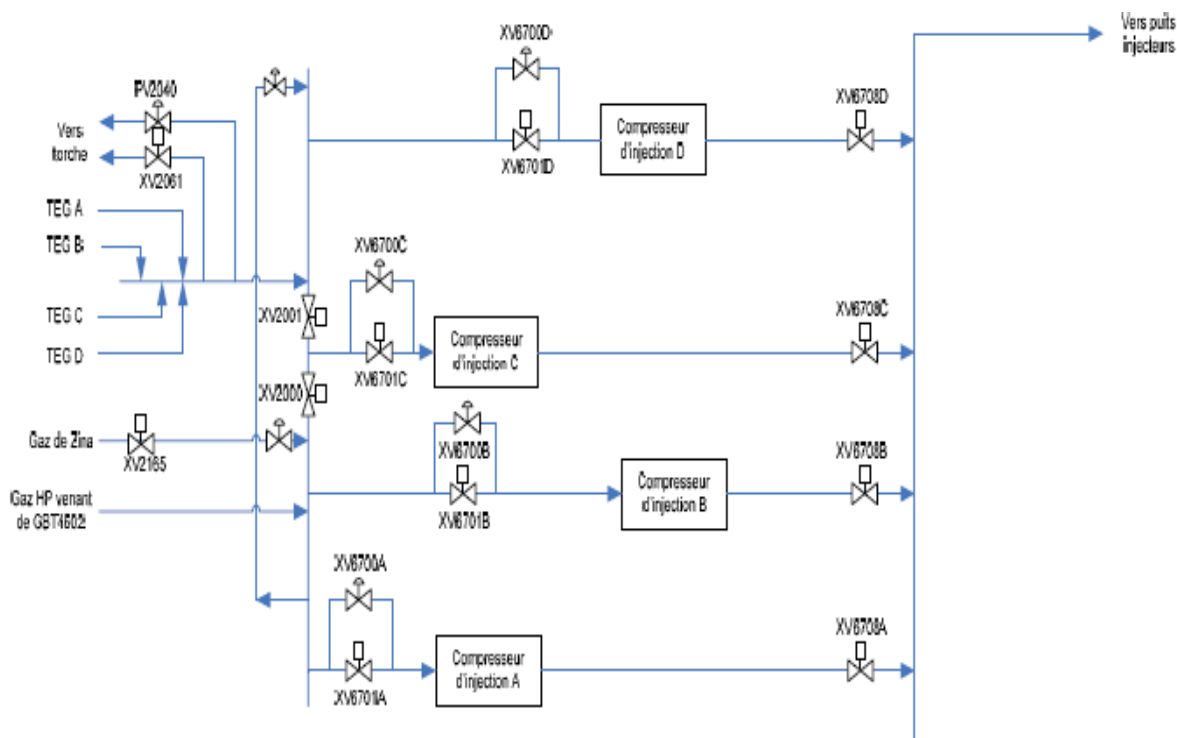 Vers puits
injecteurs
XV6700D
PV2040
Vers
torche
XV2061
XV6701D
Compresseur
d'injection D
XV6708D
TEG A
TEG B
TEG C
TEG D
XV6700C
XV2001
XV6701C
Compresseur
d'injection C
XV6708C
XV2000
Gaz de Zina
XV2165
XV6700B
XV6701B
Compresseur
d'injection B
XV6708B
Gaz HP venant
de GBT4602
XV6700A
XV6701A
Compresseur
d'injection A
XV6708A